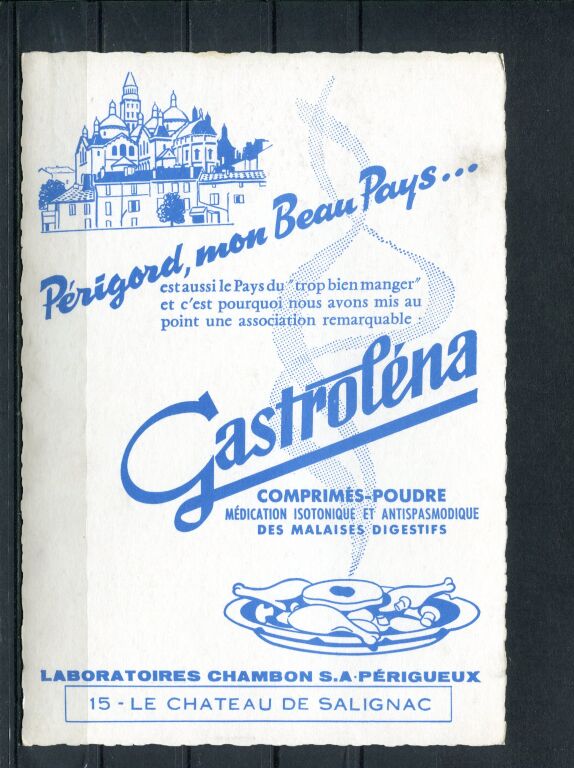 Périgord, mon Beau Pays...
est aussi le Pays du "trop bien manger"
et c'est pourquoi nous avons mis au
point une association remarquable :
Gastroléna
COMPRIMÉS-POUDRE
MÉDICATION ISOTONIQUE ET ANTISPASMODIQUE
DES MALAISES DIGESTIFS
LABORATOIRES CHAMBON S.A-PÉRIGUEUX
15 - LE CHATEAU DE SALIGNAC